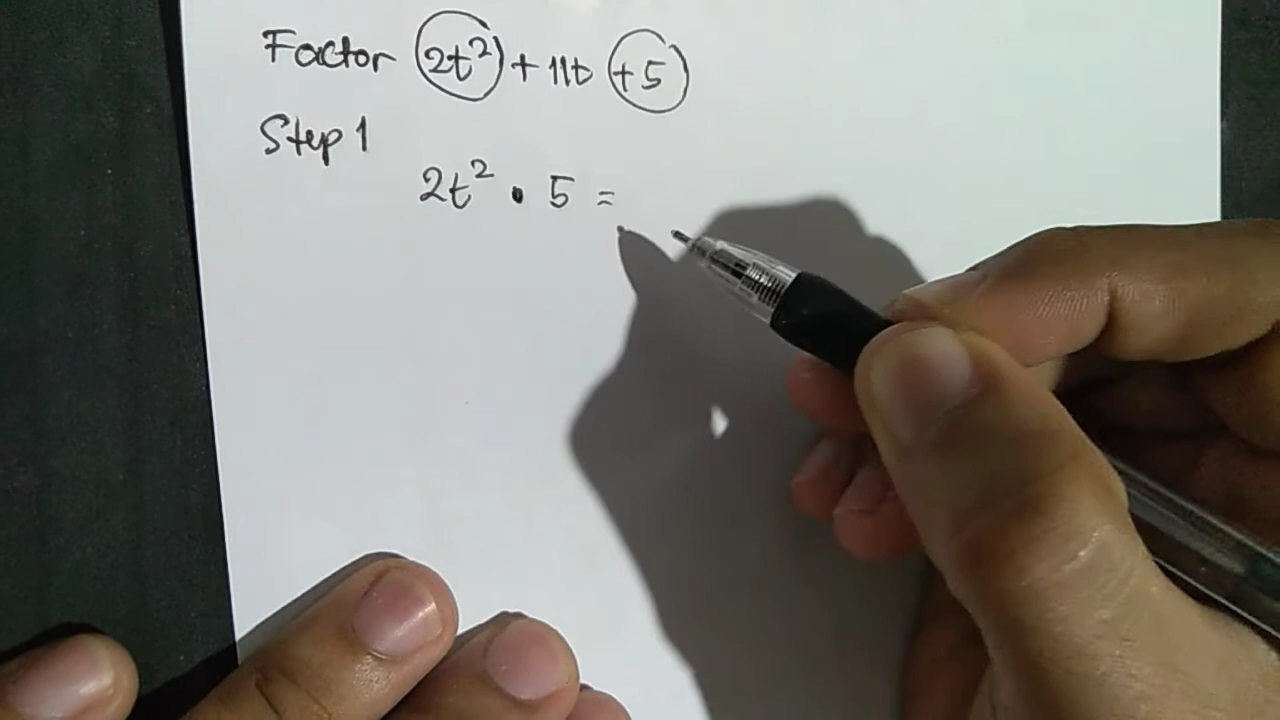 Factor 2t² + 11t + 5
Step 1
2t² • 5 =